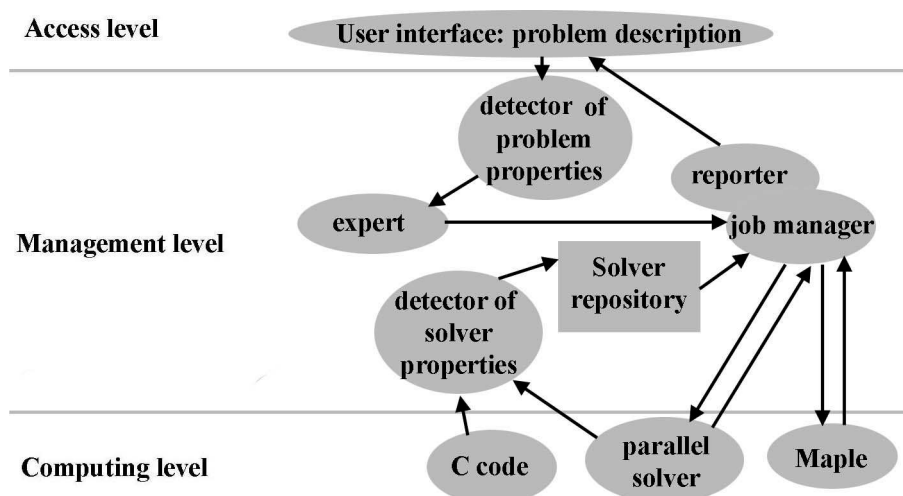 Access level
User interface: problem description
detector of
problem
properties
reporter
expert
job manager
Management level
Solver
repository
detector of
solver
properties
Computing level
C code
parallel
solver
Maple